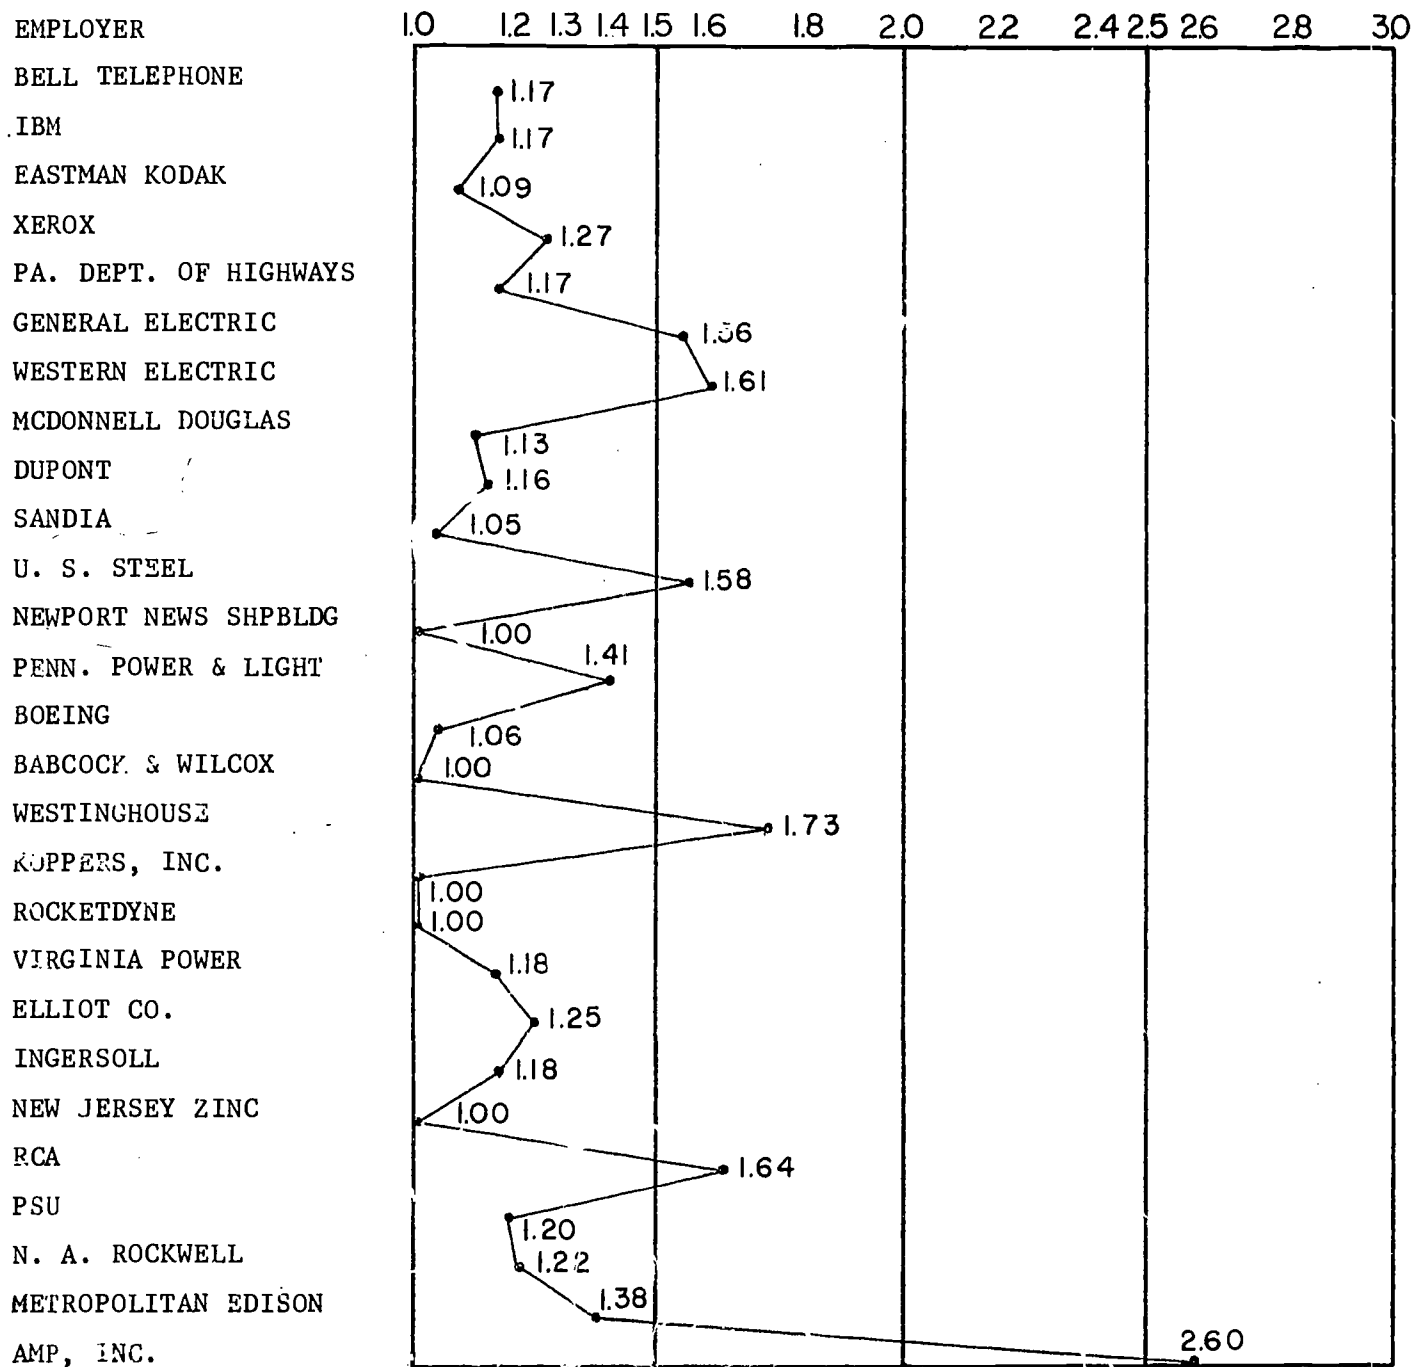 EMPLOYER 1.0 1.2 1.3 1.4 1.5 1.6 1.8 2.0 2.2 2.4 2.5 2.6 2.8 3.0
BELL TELEPHONE 1.17
IBM 1.17
EASTMAN KODAK 1.09
XEROX 1.27
PA. DEPT. OF HIGHWAYS 1.17
GENERAL ELECTRIC 1.56
WESTERN ELECTRIC 1.61
MCDONNELL DOUGLAS 1.13
DUPONT 1.16
SANDIA 1.05
U. S. STEEL 1.58
NEWPORT NEWS SHPBLDG 1.00
PENN. POWER & LIGHT 1.41
BOEING 1.06
BABCOCK & WILCOX 1.00
WESTINGHOUSE 1.73
KOPPERS, INC. 1.00
ROCKETDYNE 1.00
VIRGINIA POWER 1.18
ELLIOT CO. 1.25
INGERSOLL 1.18
NEW JERSEY ZINC 1.00
RCA 1.64
PSU 1.20
N. A. ROCKWELL 1.22
METROPOLITAN EDISON 1.38
AMP, INC. 2.60